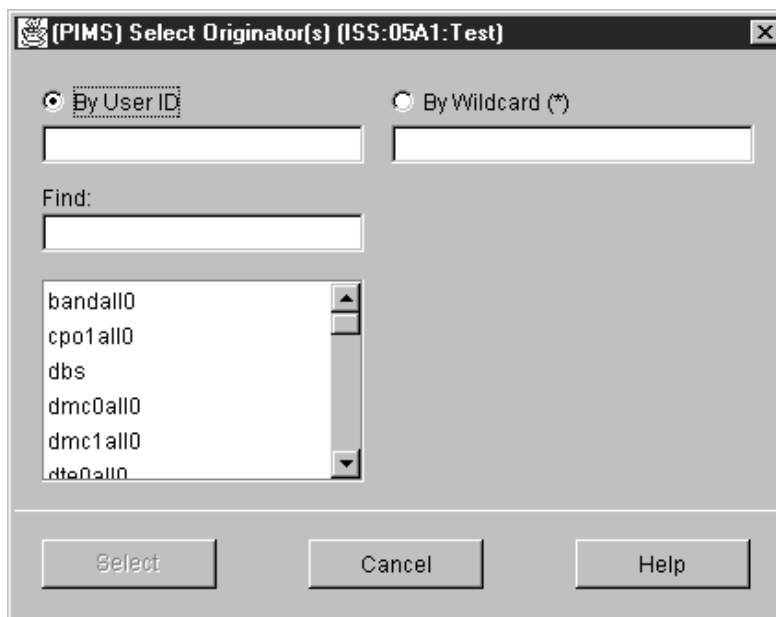 (PIMS) Select Originator(s) (ISS:05A1:Test)
By User ID
By Wildcard (*)
Find:
bandall0
cpo1all0
dbs
dmc0all0
dmc1all0
dte0all0
Select
Cancel
Help